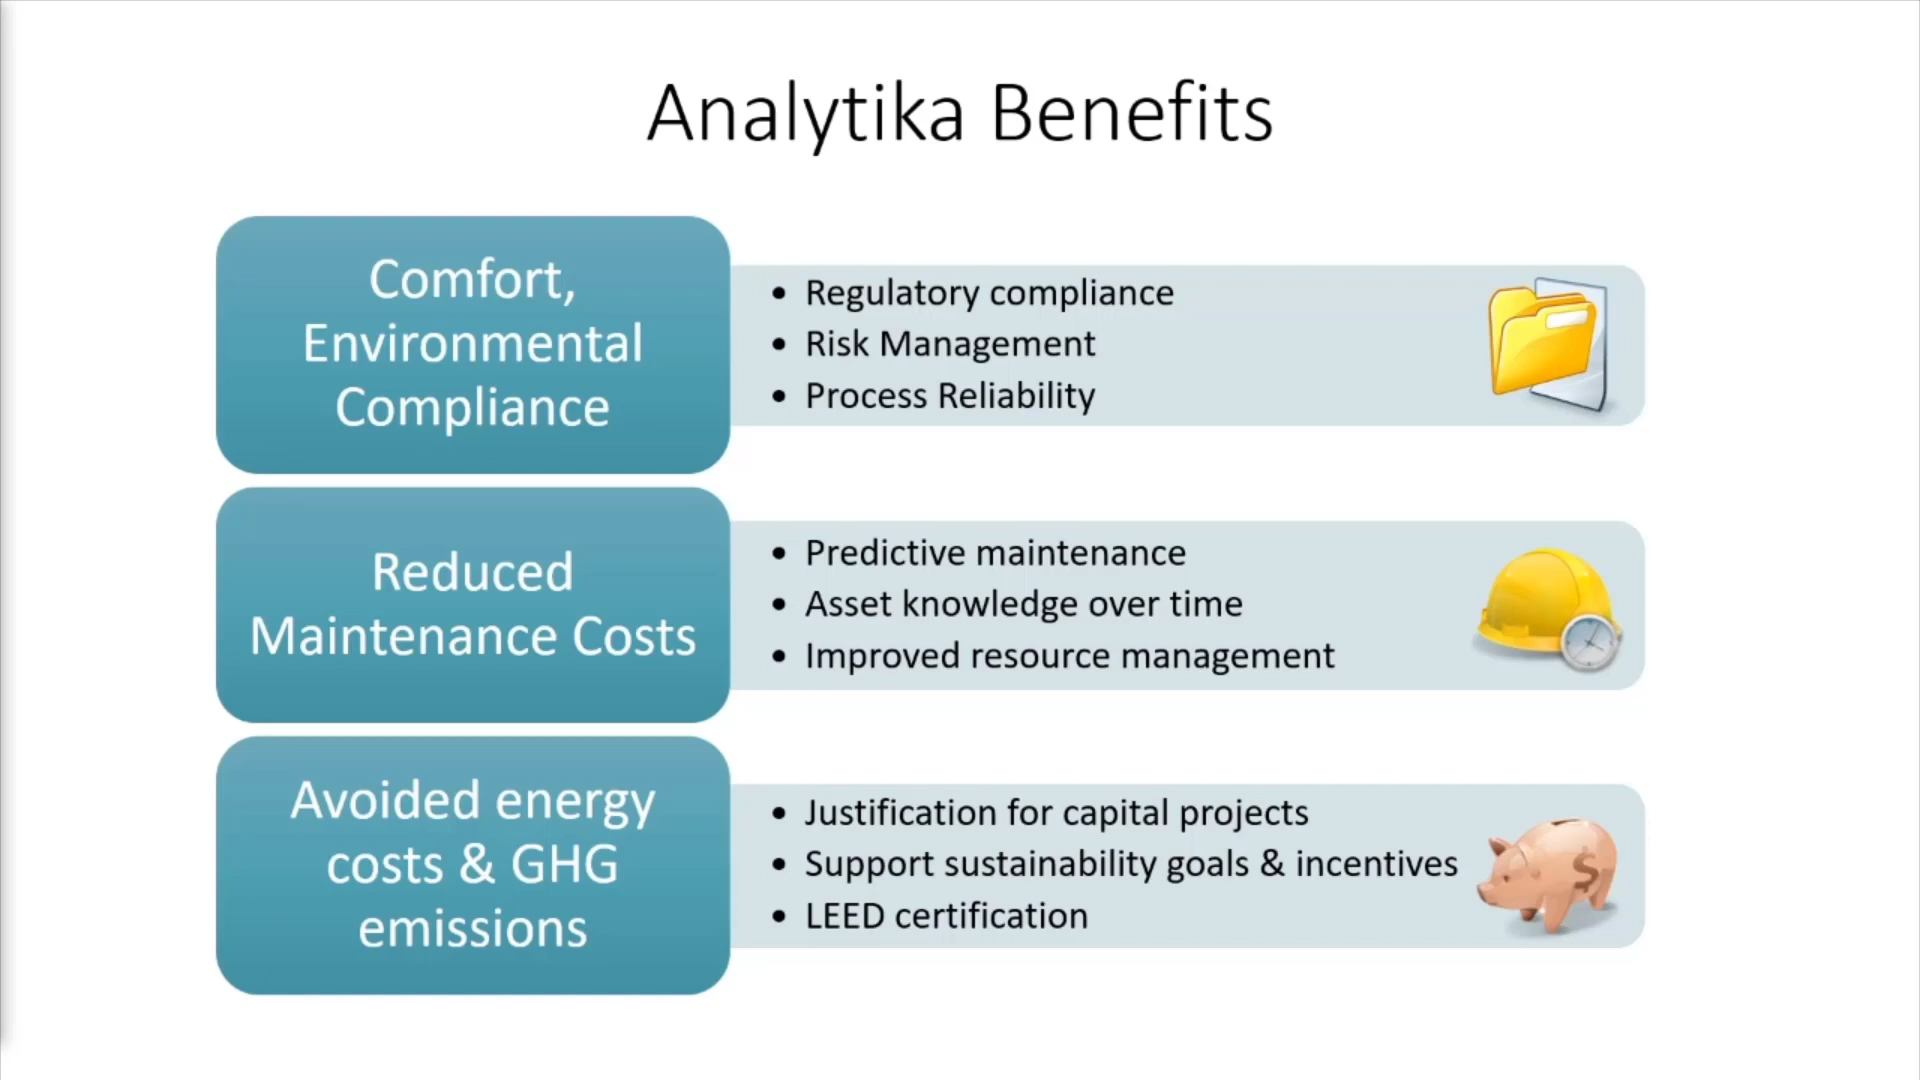 Analytika Benefits
Comfort,
Environmental
Compliance
• Regulatory compliance
• Risk Management
• Process Reliability
Reduced
Maintenance Costs
• Predictive maintenance
• Asset knowledge over time
• Improved resource management
Avoided energy
costs & GHG
emissions
• Justification for capital projects
• Support sustainability goals & incentives
• LEED certification
$